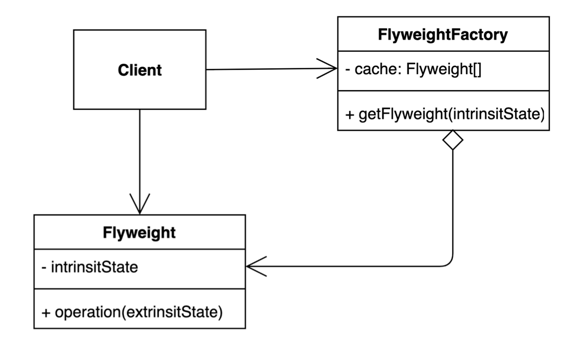 Client
FlyweightFactory
- cache: Flyweight[]
+ getFlyweight(intrinsitState)
Flyweight
- intrinsitState
+ operation(extrinsitState)